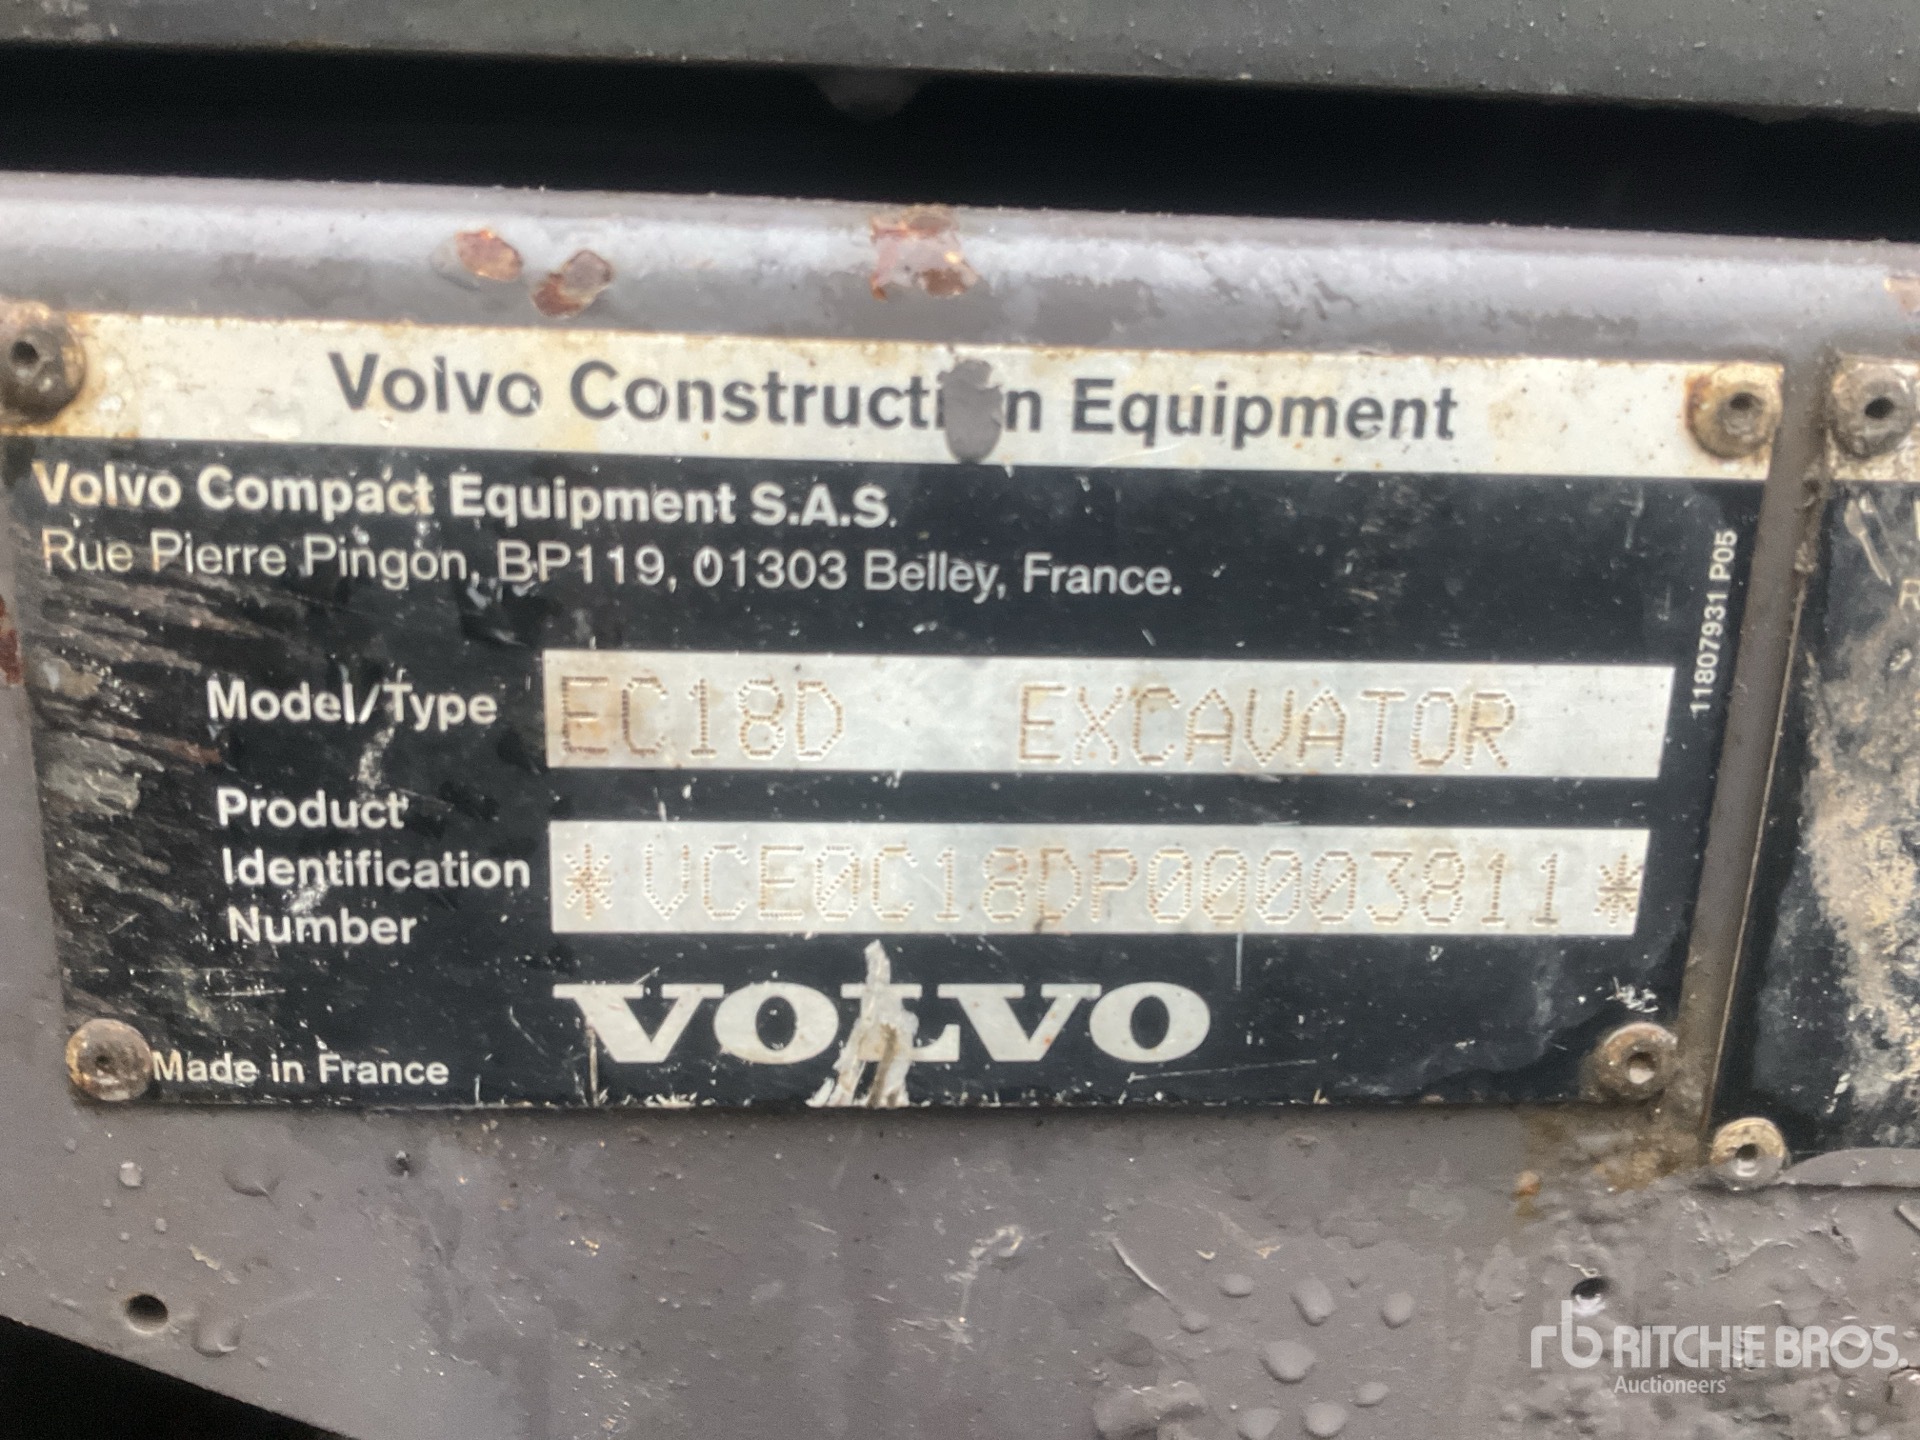 Volvo Construction Equipment
Volvo Compact Equipment S.A.S.
Rue Pierre Pingon, BP119, 01303 Belley, France.
11807931 P05
Model/Type EC18D EXCAVATOR
Product
Identification
Number
*VCE0C18DP00003811*
VOLVO
Made in France
R
rb RITCHIE BROS.
Auctioneers